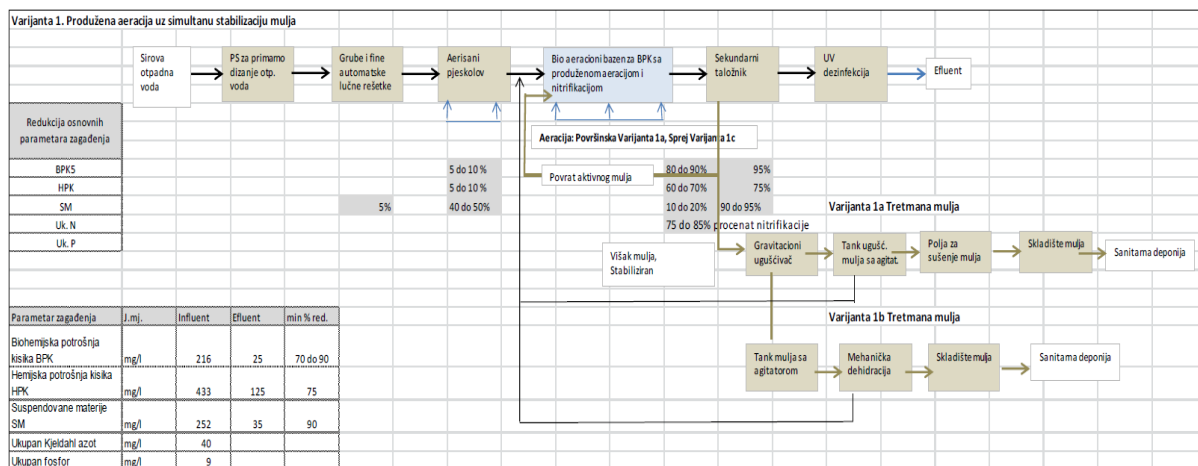 Varijanta 1. Produžena aeracija uz simultanu stabilizaciju mulja
Sirova
otpadna
voda
PS za primarno
dizanje otp.
voda
Grube i fine
automatske
lučne rešetke
Aerisani
pjeskolov
Bio aeracioni bazen za BPK sa
produženom aeracijom i
nitrifikacijom
Sekundarni
taložnik
UV
dezinfekcija
Efluent
Redukcija osnovnih
parametara zagađenja
Aeracija: Površinska Varijanta 1a, Sprej Varijanta 1c
BPK5
5 do 10 %
80 do 90%
95%
Povrat aktivnog mulja
HPK
5 do 10 %
60 do 70%
75%
SM
5%
40 do 50%
10 do 20%
90 do 95%
Varijanta 1a Tretmana mulja
Uk. N
75 do 85% procenat nitrifikacije
Uk. P
Višak mulja,
Stabiliziran
Gravitacioni
ugušćivač
Tank ugušć.
mulja sa agitat.
Polja za
sušenje mulja
Skladište mulja
Sanitarna deponija
Parametar zagađenja J.mj. Influent Efluent min % red.
Varijanta 1b Tretmana mulja
Biohemijska potrošnja
kisika BPK mg/l 216 25 70 do 90
Hemijska potrošnja kisika
HPK mg/l 433 125 75
Suspendovane materije
SM mg/l 252 35 90
Ukupan Kjeldahl azot mg/l 40
Ukupan fosfor mg/l 9
Tank mulja sa
agitatorom
Mehanička
dehidracija
Skladište mulja
Sanitarna deponija